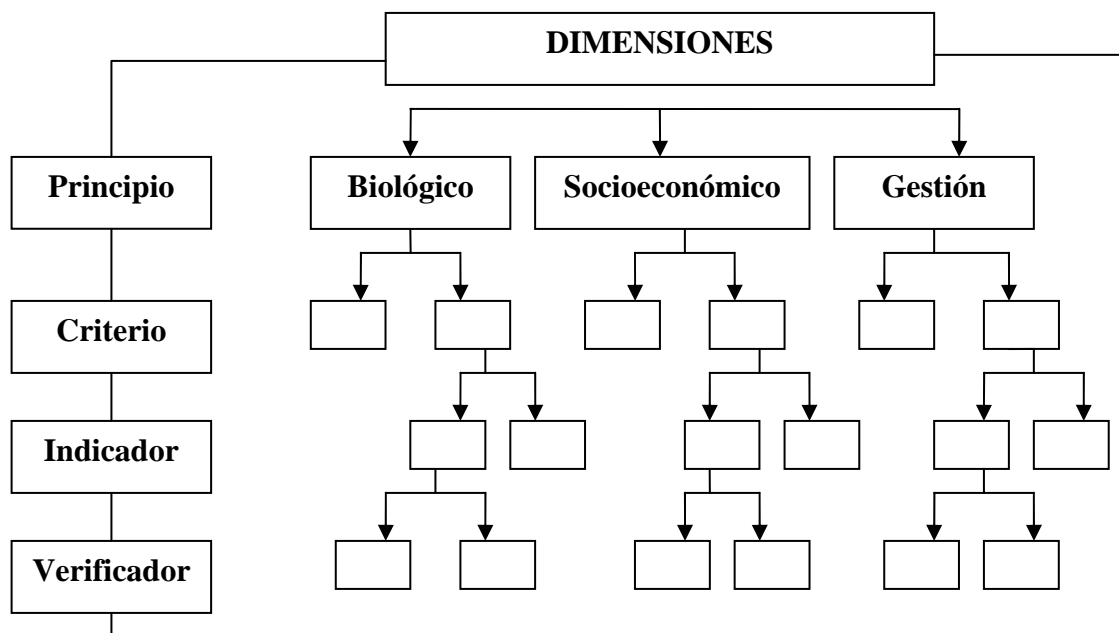 DIMENSIONES
Principio
Biológico
Socioeconómico
Gestión
Criterio
Indicador
Verificador